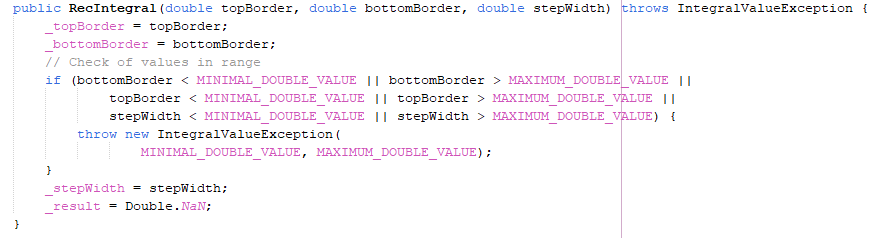 public RecIntegral(double topBorder, double bottomBorder, double stepWidth) throws IntegralValueException {
_topBorder = topBorder;
_bottomBorder = bottomBorder;
// Check of values in range
if (bottomBorder < MINIMAL_DOUBLE_VALUE || bottomBorder > MAXIMUM_DOUBLE_VALUE ||
topBorder < MINIMAL_DOUBLE_VALUE || topBorder > MAXIMUM_DOUBLE_VALUE ||
stepWidth < MINIMAL_DOUBLE_VALUE || stepWidth > MAXIMUM_DOUBLE_VALUE) {
throw new IntegralValueException(
MINIMAL_DOUBLE_VALUE, MAXIMUM_DOUBLE_VALUE);
}
_stepWidth = stepWidth;
_result = Double.NaN;
}